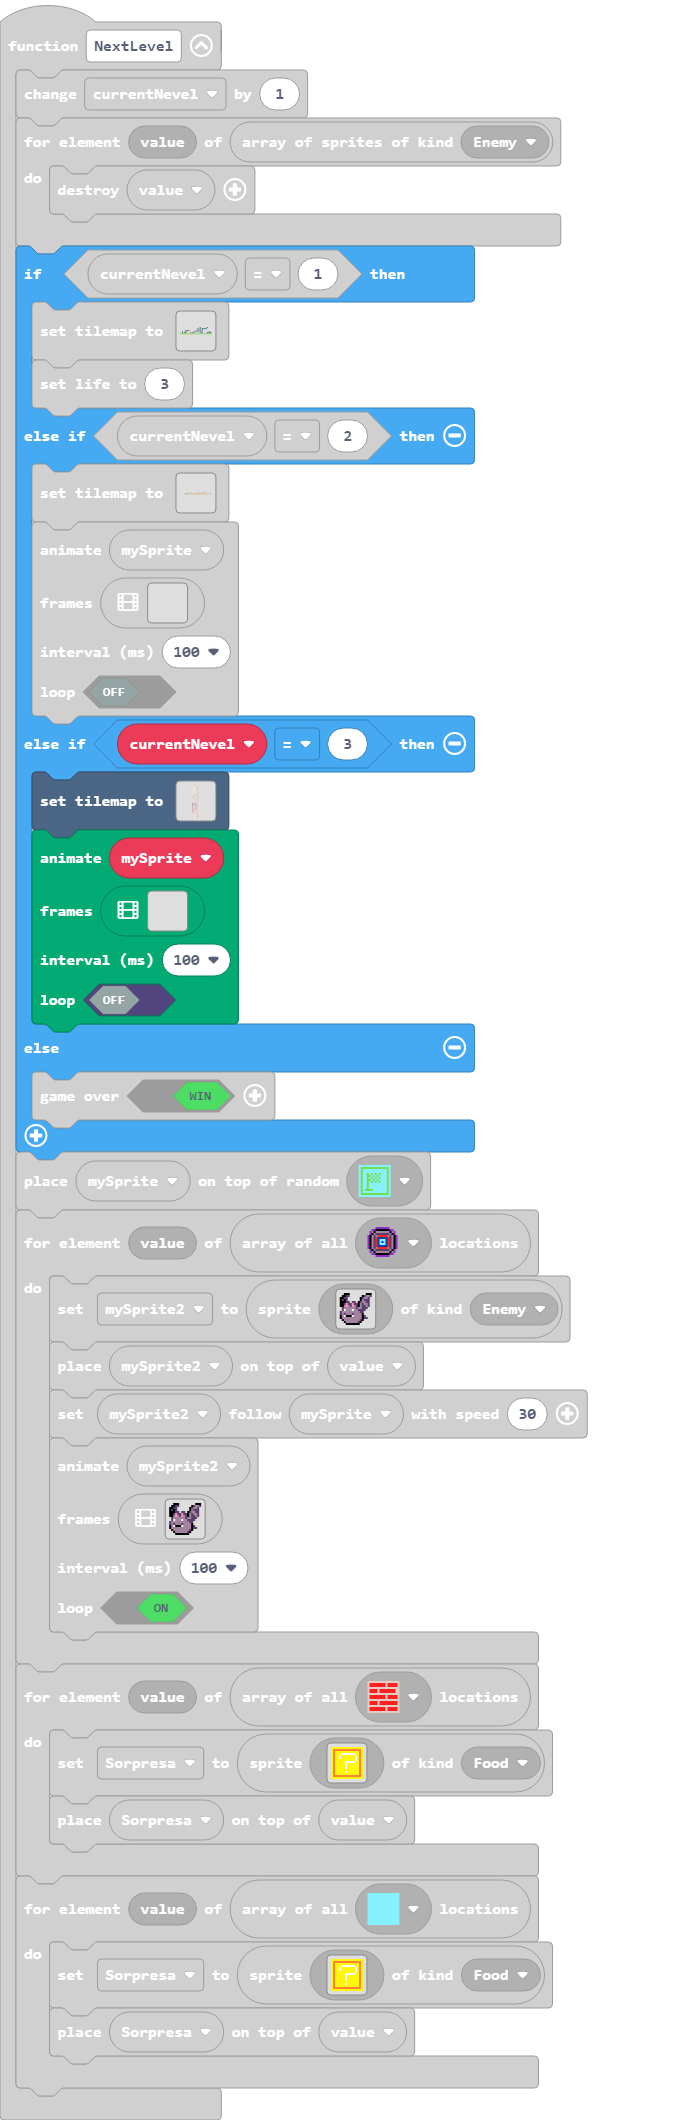 function NextLevel
change currentNevel by 1
for element value of array of sprites of kind Enemy
do
destroy value
if currentNevel = 1 then
set tilemap to
set life to 3
else if currentNevel = 2 then
set tilemap to
animate mySprite
frames
interval (ms) 100
loop OFF
else if currentNevel = 3 then
set tilemap to
animate mySprite
frames
interval (ms) 100
loop OFF
else
game over WIN
place mySprite on top of random
for element value of array of all locations
do
set mySprite2 to sprite of kind Enemy
place mySprite2 on top of value
set mySprite2 follow mySprite with speed 30
animate mySprite2
frames
interval (ms) 100
loop ON
for element value of array of all locations
do
set Sorpresa to sprite ? of kind Food
place Sorpresa on top of value
for element value of array of all locations
do
set Sorpresa to sprite ? of kind Food
place Sorpresa on top of value